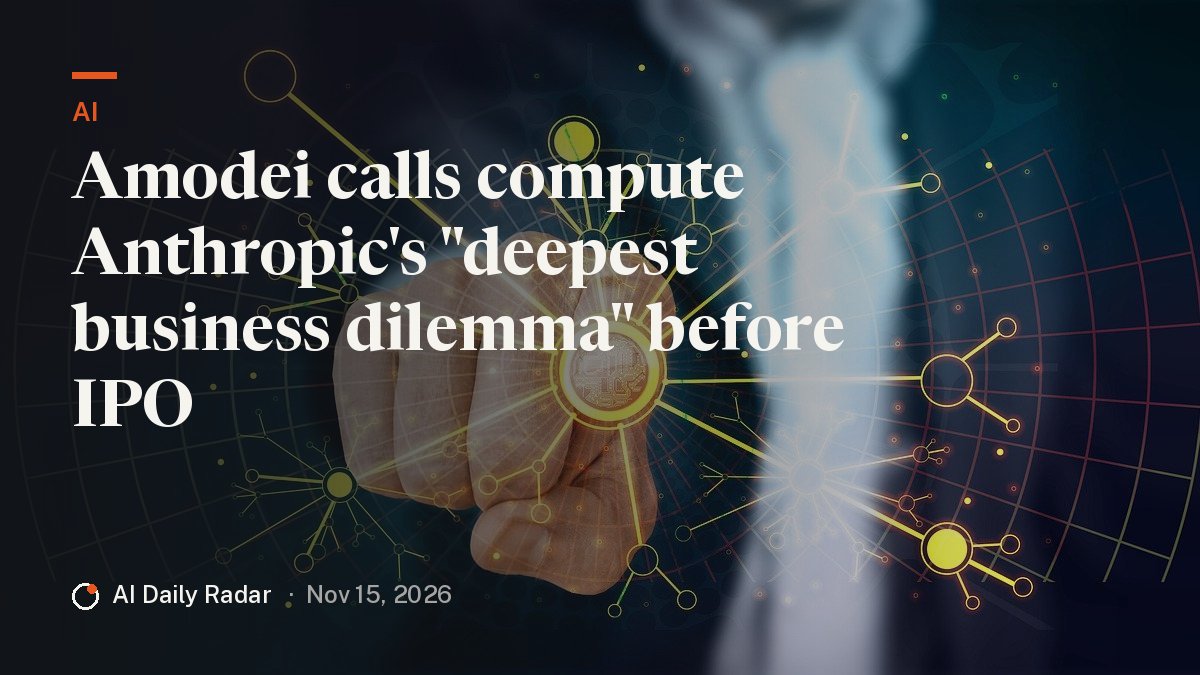 AI
Amodei calls compute
Anthropic's "deepest
business dilemma" before
IPO
AI Daily Radar · Nov 15, 2026